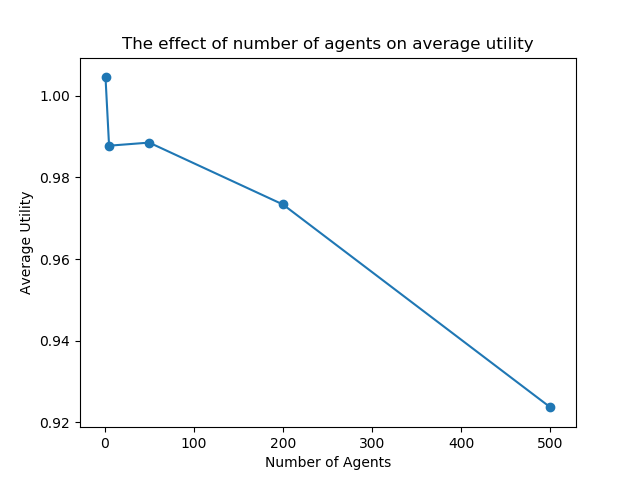 The effect of number of agents on average utility
1.00
0.98
0.96
0.94
0.92
Average Utility
0 100 200 300 400 500
Number of Agents